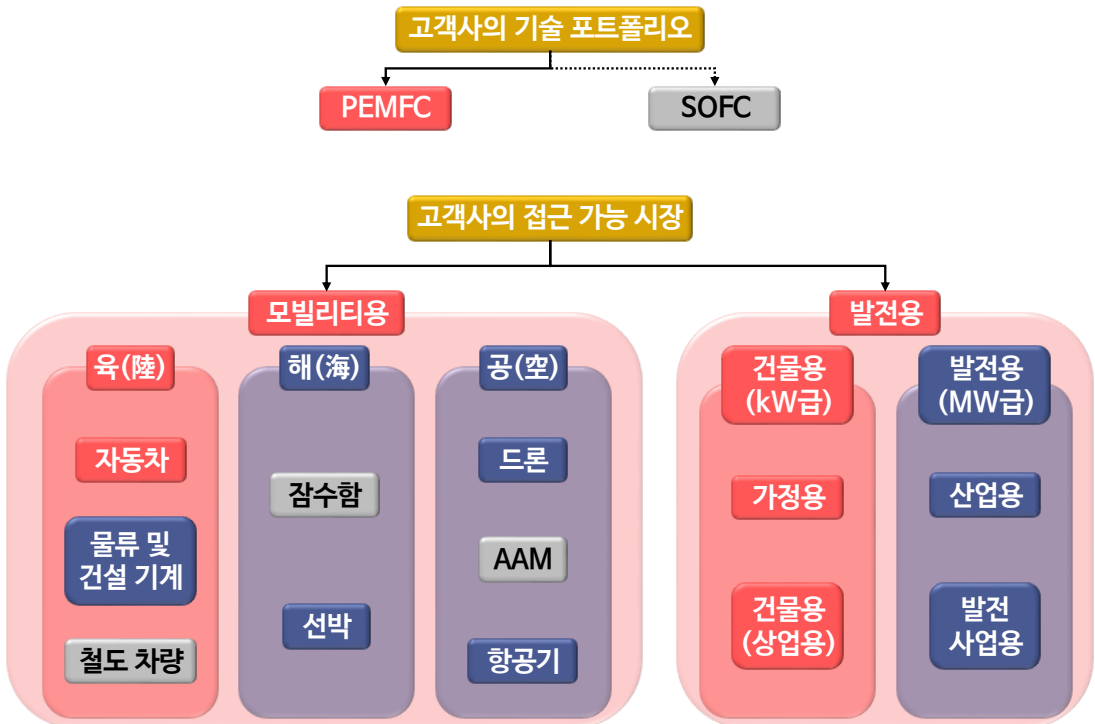 고객사의 기술 포트폴리오
PEMFC
SOFC
고객사의 접근 가능 시장
모빌리티용
발전용
육(陸)
해(海)
공(空)
건물용
(kW급)
발전용
(MW급)
자동차
물류 및
건설 기계
철도 차량
잠수함
선박
드론
AAM
항공기
가정용
건물용
(상업용)
산업용
발전
사업용